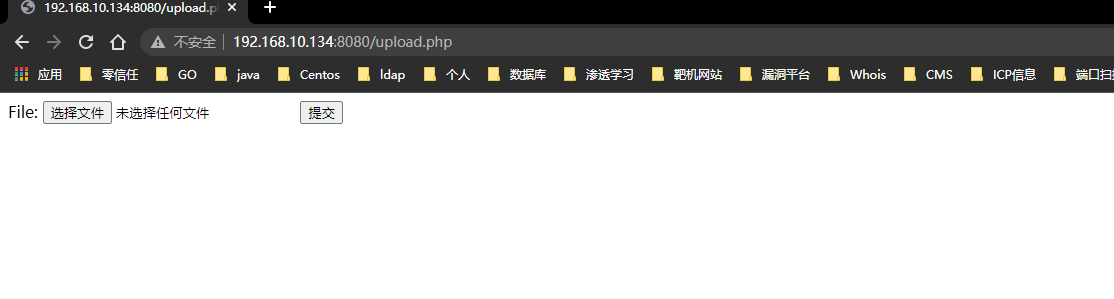 192.168.10.134:8080/upload.p
不安全 192.168.10.134:8080/upload.php
应用 零信任 GO java Centos ldap 个人 数据库 渗透学习 靶机网站 漏洞平台 Whois CMS ICP信息 端口扫描
File: 选择文件 未选择任何文件 提交